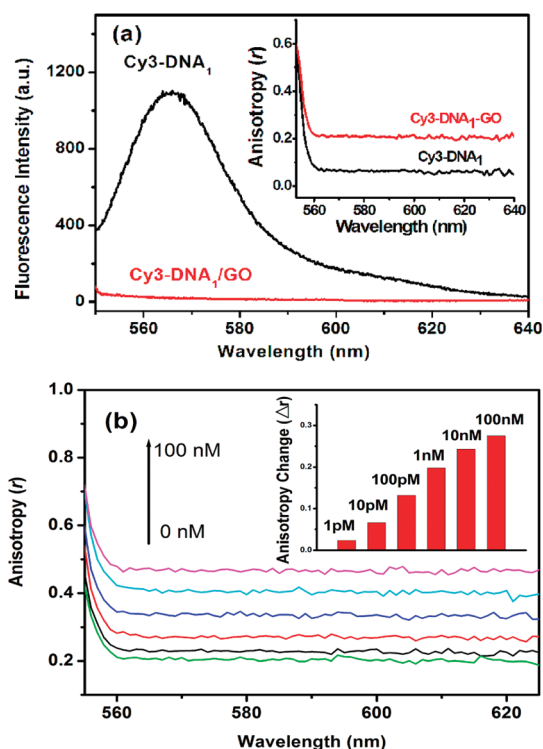 (a)
Cy3-DNA1
Cy3-DNA1/GO
Fluorescence Intensity (a.u.)
1200
800
400
0
560
580
600
620
640
Wavelength (nm)
Anisotropy (r)
0.6
0.4
0.2
0.0
Cy3-DNA1-GO
Cy3-DNA1
560
580
600
620
640
Wavelength (nm)
(b)
100 nM
0 nM
Anisotropy (r)
1.0
0.8
0.6
0.4
0.2
560
580
600
620
Wavelength (nm)
Anisotropy Change (△r)
0.3
0.2
0.1
0.0
1pM
10pM
100pM
1nM
10nM
100nM